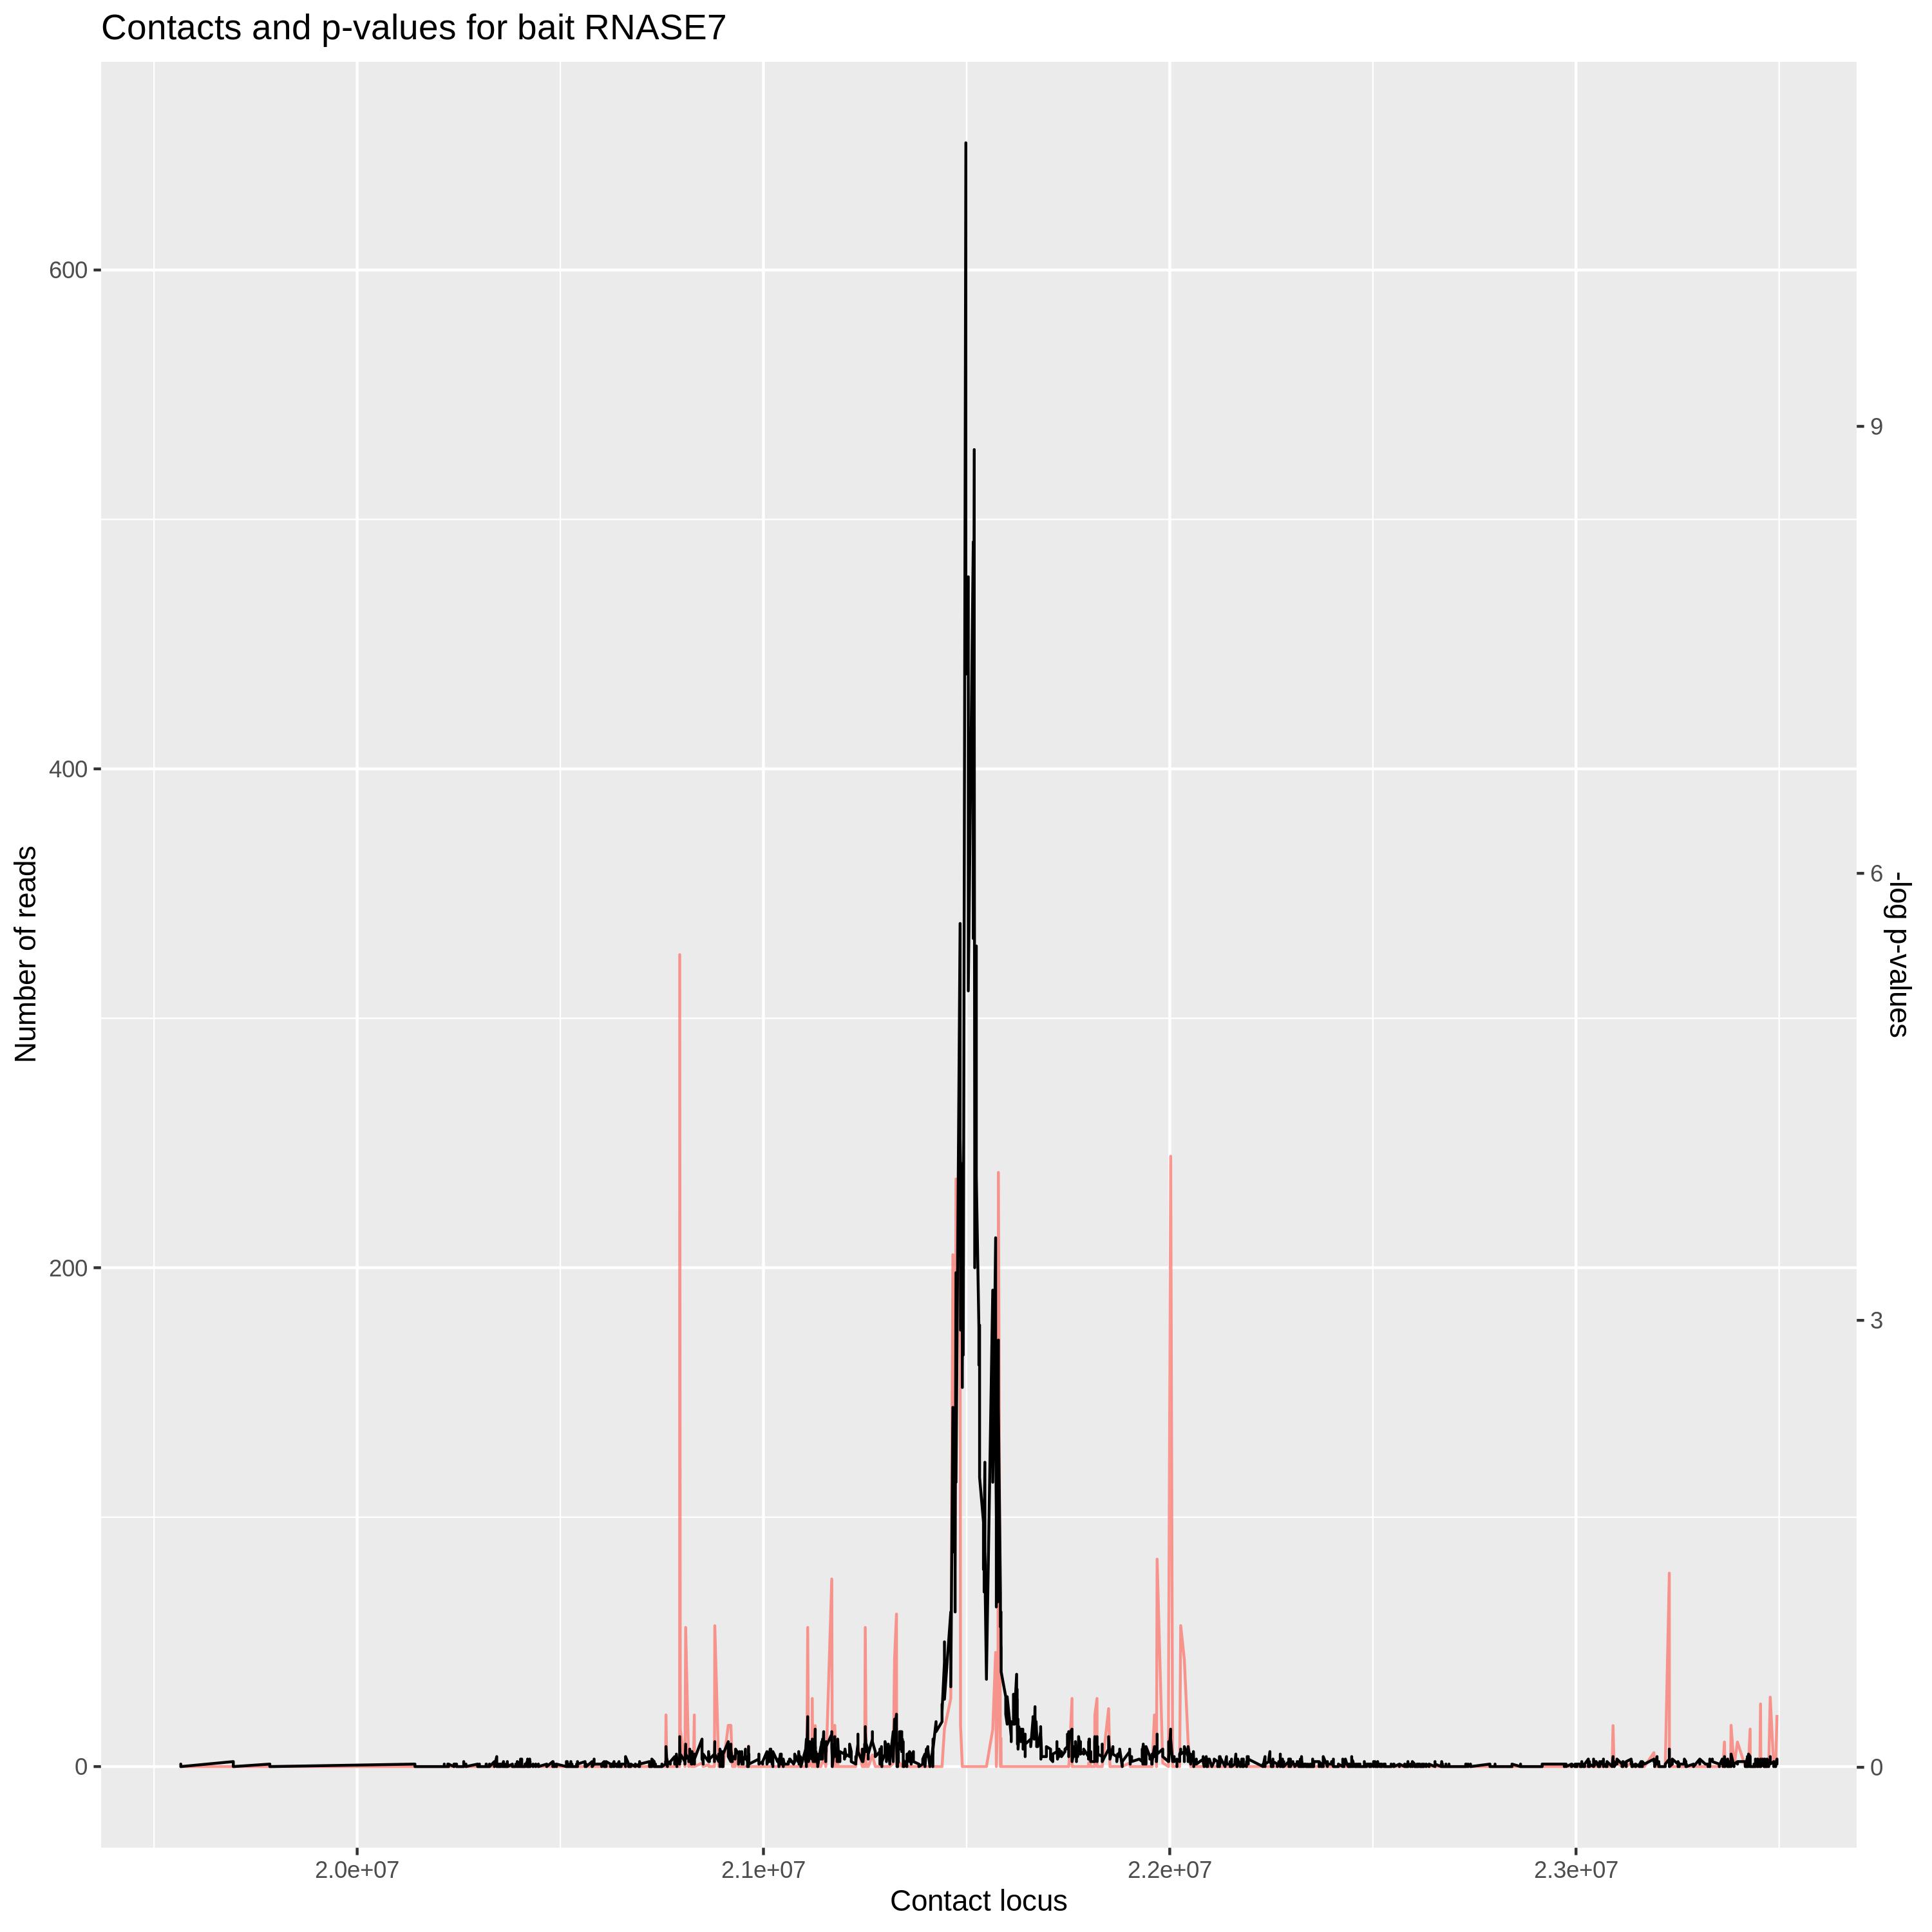 Contacts and p-values for bait RNASE7
600
400
200
0
Number of reads
9
6
3
0
-log p-values
2.0e+07 2.1e+07 2.2e+07 2.3e+07
Contact locus